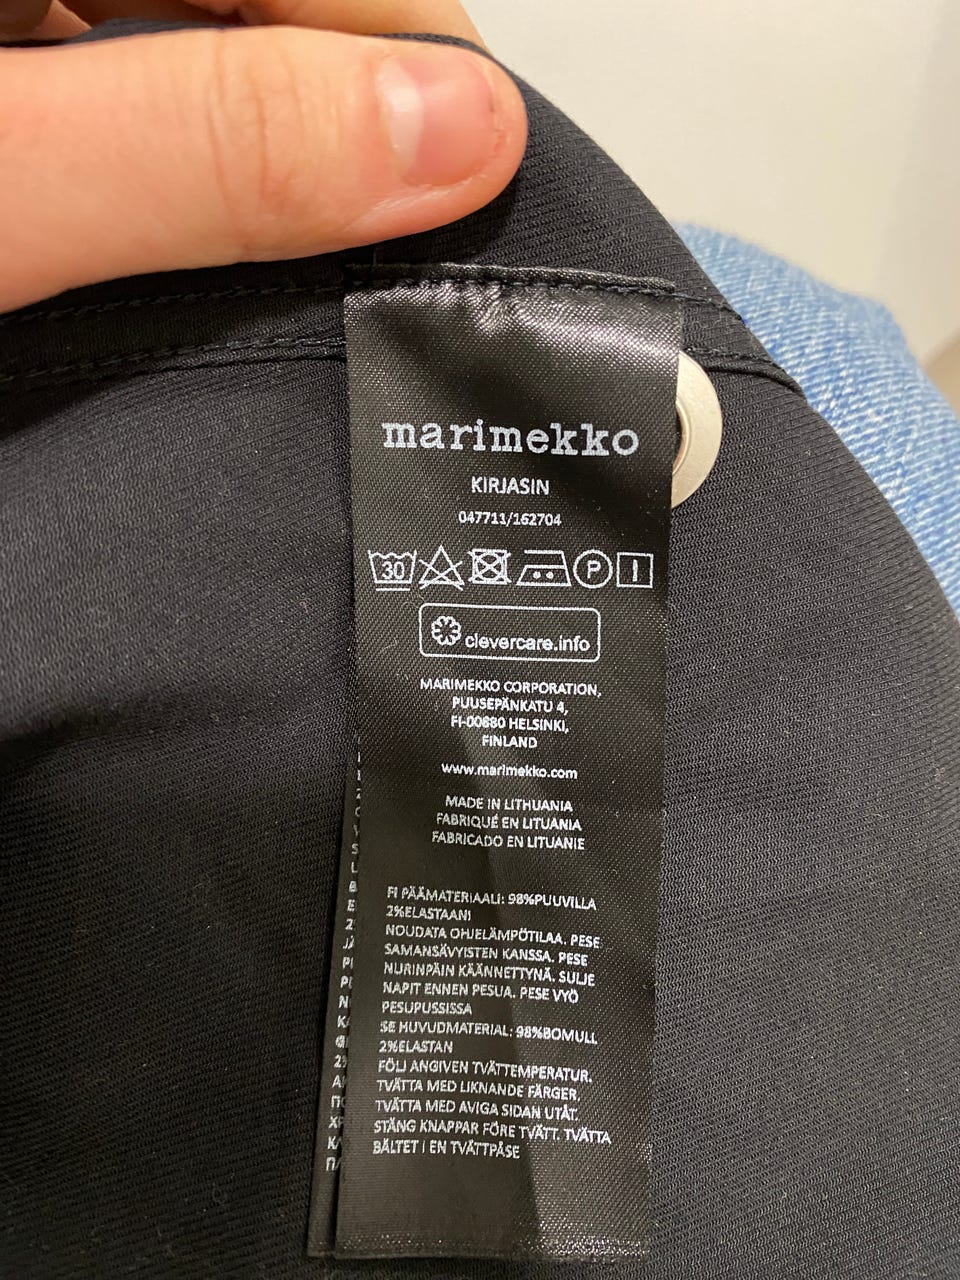 marimekko
KIRJASIN
047711/162704
30 P
clevercare.info
MARIMEKKO CORPORATION,
PUUSEPÄNKATU 4,
FI-00880 HELSINKI,
FINLAND
www.marimekko.com
MADE IN LITHUANIA
FABRIQUÉ EN LITUANIA
FABRICADO EN LITUANIE
FI PÄÄMATERIAALI: 98%PUUVILLA
2%ELASTAANI
NOUDATA OHJELÄMPÖTILAA. PESE
SAMANSÄVYISTEN KANSSA. PESE
NURINPÄIN KÄÄNNETTYNÄ. SULJE
NAPIT ENNEN PESUA. PESE VYÖ
PESUPUSSISSA
SE HUVUDMATERIAL: 98%BOMULL
2%ELASTAN
FÖLJ ANGIVEN TVÄTTEMPERATUR.
TVÄTTA MED LIKNANDE FÄRGER,
TVÄTTA MED AVIGA SIDAN UTÅT.
STÄNG KNAPPAR FÖRE TVÄTT. TVÄTTA
BÄLTET I EN TVÄTTPÅSE